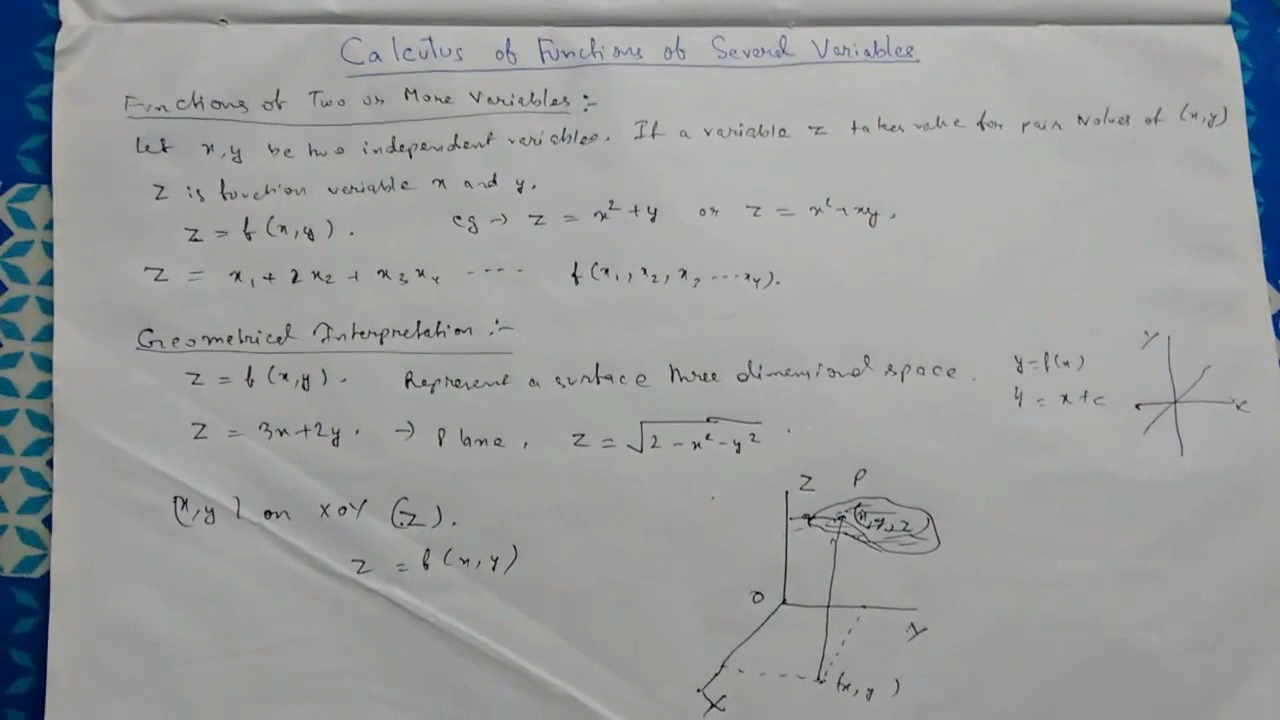 Calculus of Functions of Several Variables
Functions of Two or More Variables :-
Let x, y be two independent variables. If a variable z takes value for pair values of (x,y)
Z is function variable x and y.
Z = f(x,y). eg → Z = x² + y or Z = x² + xy.
Z = x₁ + 2x₂ + x₃x₄ ---- f(x₁, x₂, x₃ ---x₄).
Geometrical Interpretation :-
Z = f(x,y). Represent a surface three dimensional space. y = f(x)
Z = 3x+2y. → Plane, Z = √2 - x² - y² . y = x + c
Y
X
(x,y) on XOY (z).
Z = f(x,y)
Z P
(x,y,z)
O
Y
X
(x,y)